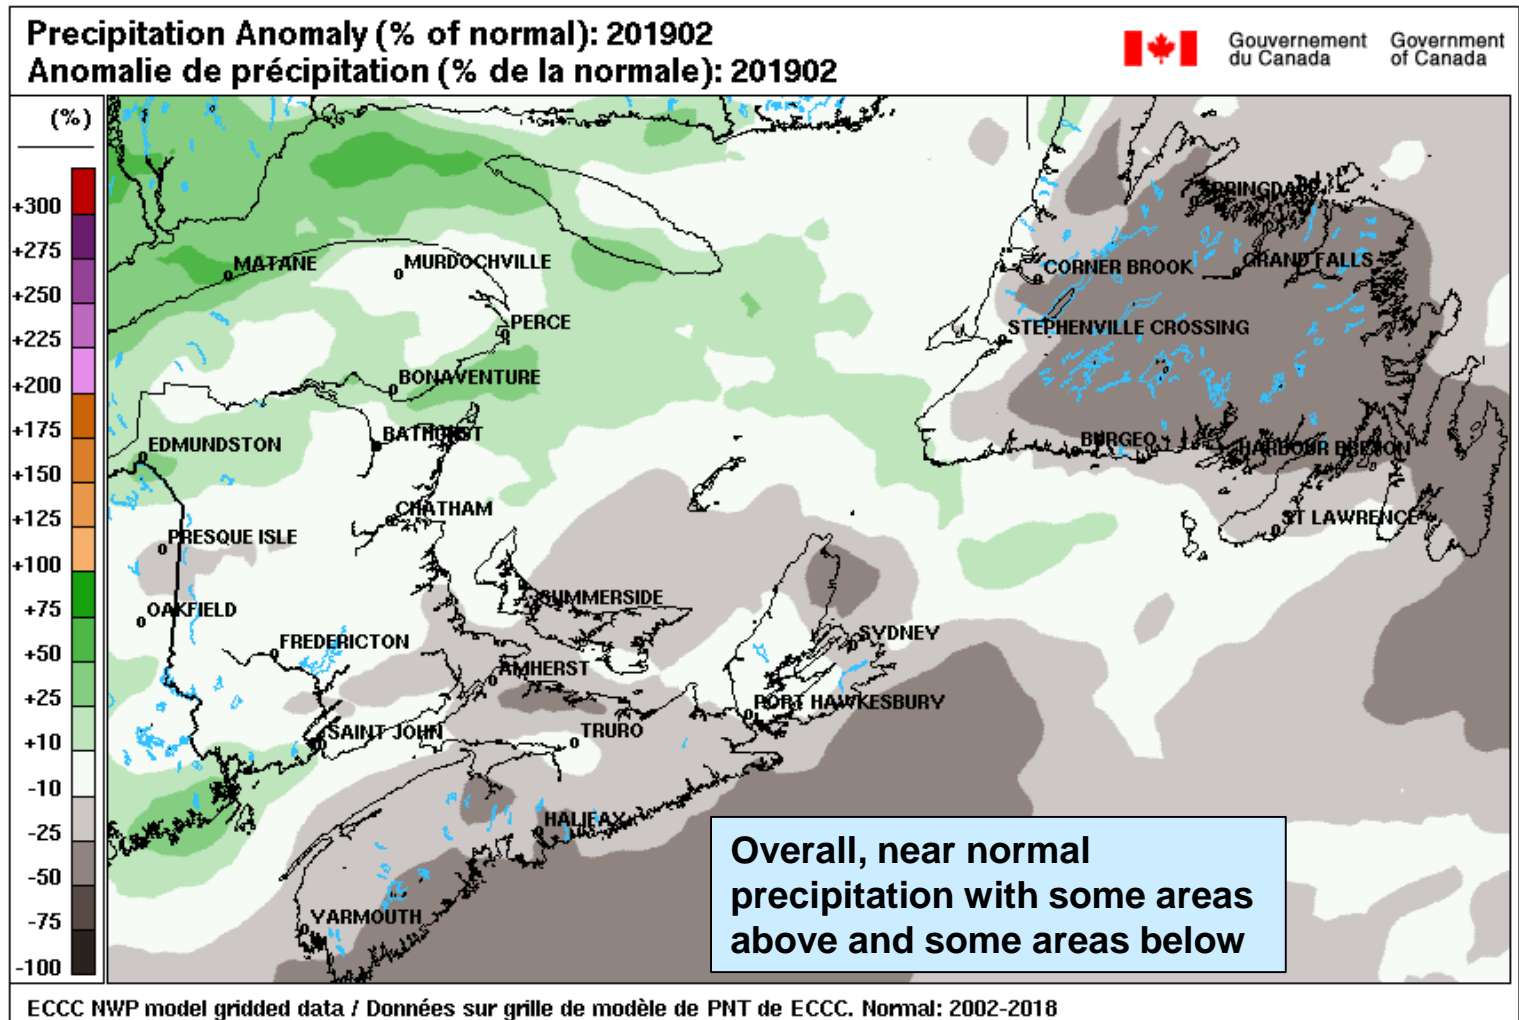 Precipitation Anomaly (% of normal): 201902
Anomalie de précipitation (% de la normale): 201902
Gouvernement du Canada
Government of Canada
(%)
+300
+275
+250
+225
+200
+175
+150
+125
+100
+75
+50
+25
+10
-10
-25
-50
-75
-100
SPRINGDALE
MATANE
MURDOCHVILLE
CORNER BROOK
GRAND FALLS
PERCE
STEPHENVILLE CROSSING
BONAVENTURE
BATHURST
EDMUNDSTON
BURGEO
HARBOUR BRETON
CHATHAM
ST LAWRENCE
PRESQUE ISLE
SUMMERSIDE
OAKFIELD
FREDERICTON
SYDNEY
AMHERST
PORT HAWKESBURY
SAINT JOHN
TRURO
HALIFAX
YARMOUTH
Overall, near normal
precipitation with some areas
above and some areas below
ECCC NWP model gridded data / Données sur grille de modèle de PNT de ECCC. Normal: 2002-2018